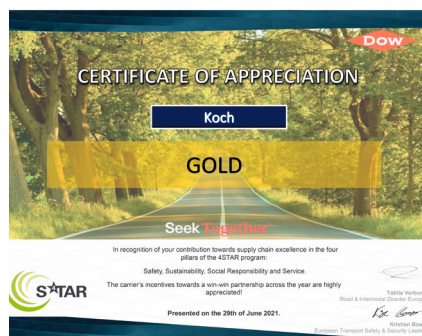 Dow
CERTIFICATE OF APPRECIATION
Koch
GOLD
Seek Together
In recognition of your contribution towards supply chain excellence in the four
pillars of the 4STAR program:
Safety, Sustainability, Social Responsibility and Service.
The carrier's incentives towards a win-win partnership across the year are highly
appreciated!
Presented on the 29th of June 2021.
Tabita
Road & Intermodal Director
Kristian
European Transport Safety & Security